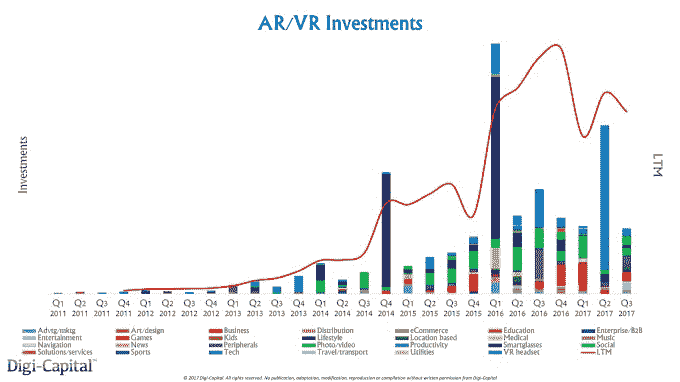 AR/VR Investments
Investments
LTM
Q1 Q2 Q3 Q4 Q1 Q2 Q3 Q4 Q1 Q2 Q3 Q4 Q1 Q2 Q3 Q4 Q1 Q2 Q3 Q4 Q1 Q2 Q3 Q4 Q1 Q2 Q3
2011 2011 2011 2011 2012 2012 2012 2012 2013 2013 2013 2013 2014 2014 2014 2014 2015 2015 2015 2015 2016 2016 2016 2016 2017 2017 2017
Advtg/mktg Art/design Business Distribution eCommerce Education Enterprise/B2B
Entertainment Games Kids Lifestyle Location based Medical Music
Navigation News Peripherals Photo/video Productivity Smartglasses Social
Solutions/services Sports Tech Travel/transport Utilities VR headset LTM
Digi-Capital™
© 2017 Digi-Capital. All rights reserved. No publication, adaptation, modification, reproduction or compilation without written permission from Digi-Capital